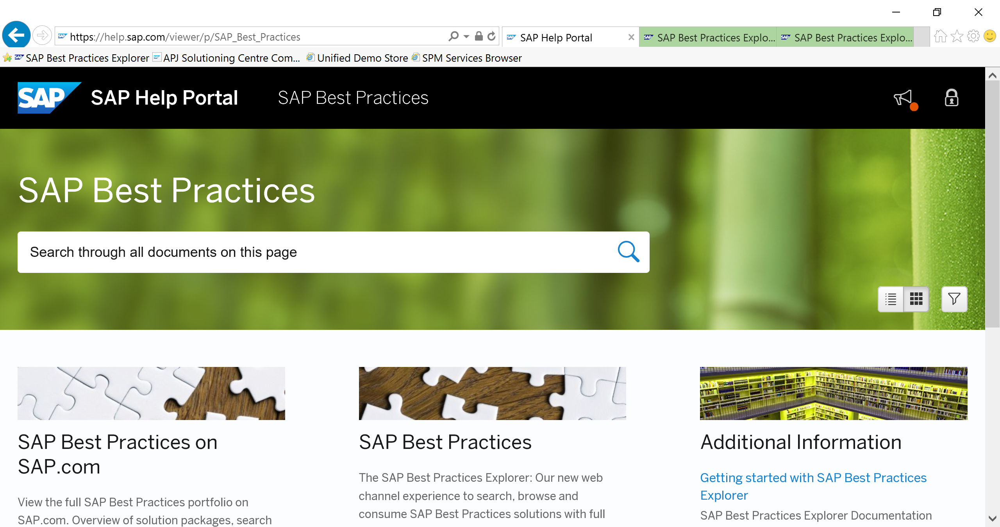 https://help.sap.com/viewer/p/SAP_Best_Practices
SAP Help Portal
SAP Best Practices Explo...
SAP Best Practices Explo...
SAP Best Practices Explorer
APJ Solutioning Centre Com...
Unified Demo Store
SPM Services Browser
SAP
SAP Help Portal
SAP Best Practices
SAP Best Practices
Search through all documents on this page
SAP Best Practices on
SAP.com
View the full SAP Best Practices portfolio on
SAP.com. Overview of solution packages, search
SAP Best Practices
The SAP Best Practices Explorer: Our new web
channel experience to search, browse and
consume SAP Best Practices solutions with full
Additional Information
Getting started with SAP Best Practices
Explorer
SAP Best Practices Explorer Documentation